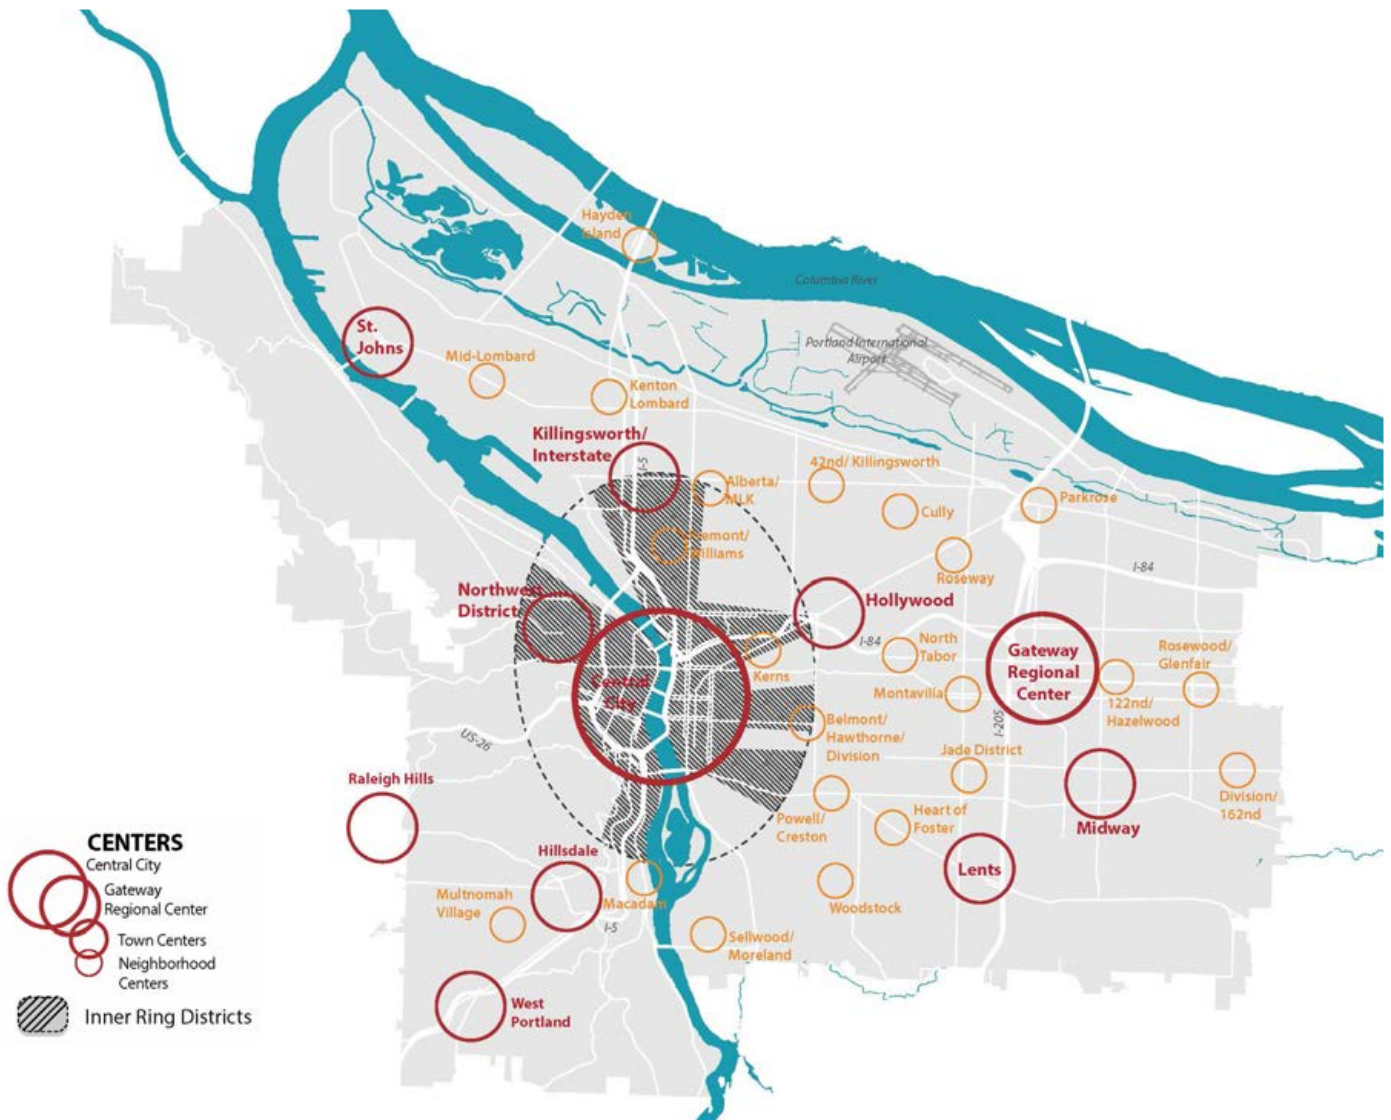 Hayden
Island
Columbia River
Portland International
Airport
St.
Johns
Mid-Lombard
Kenton
Lombard
Killingsworth/
Interstate
I-5
Alberta/
MLK
42nd/ Killingsworth
Cully
Parkrose
Roseway
I-84
Northwest
District
Hollywood
I-84
North
Tabor
Kerns
Montavilla
Gateway
Regional
Center
Rosewood/
Glenfair
122nd/
Hazelwood
Central
City
Belmont/
Hawthorne/
Division
I-205
US-26
Jade District
Raleigh Hills
Powell/
Creston
Heart of
Foster
Midway
Division/
162nd
Hillsdale
Lents
Macadam
Woodstock
Multnomah
Village
I-5
Sellwood/
Moreland
West
Portland
CENTERS
Central City
Gateway
Regional Center
Town Centers
Neighborhood
Centers
Inner Ring Districts